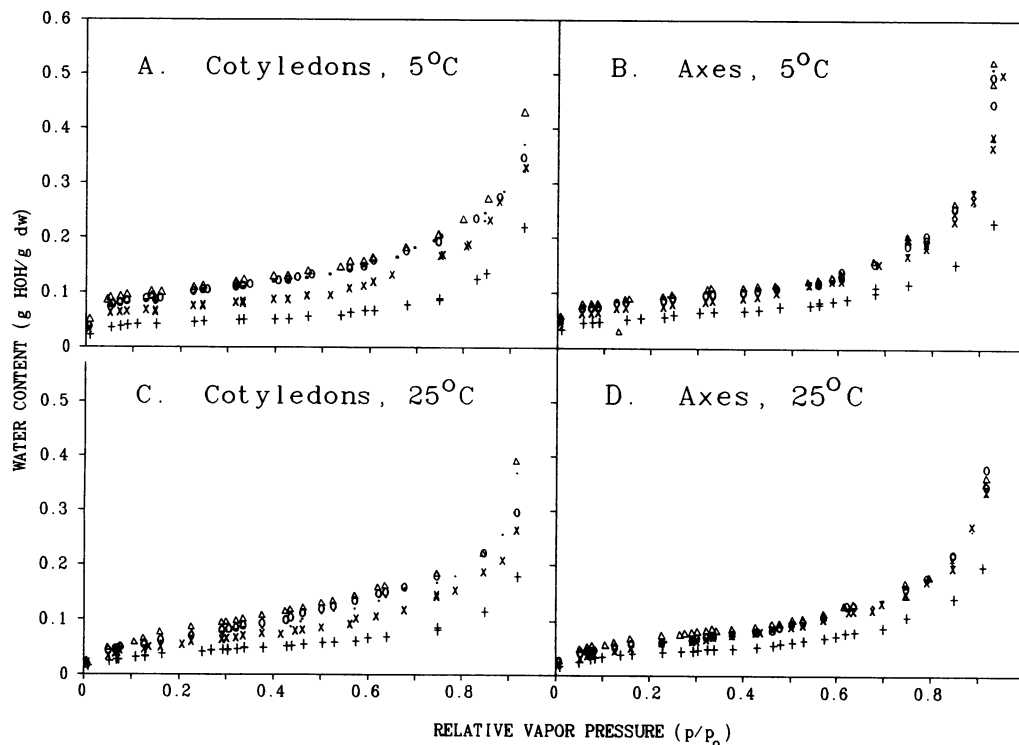 0.6
A. Cotyledons, 5°C
B. Axes, 5°C
0.5
0.4
0.3
0.2
0.1
0
WATER CONTENT (g HOH/g dw)
C. Cotyledons, 25°C
D. Axes, 25°C
0.5
0.4
0.3
0.2
0.1
0
0 0.2 0.4 0.6 0.8 0 0.2 0.4 0.6 0.8
RELATIVE VAPOR PRESSURE (p/p₀)